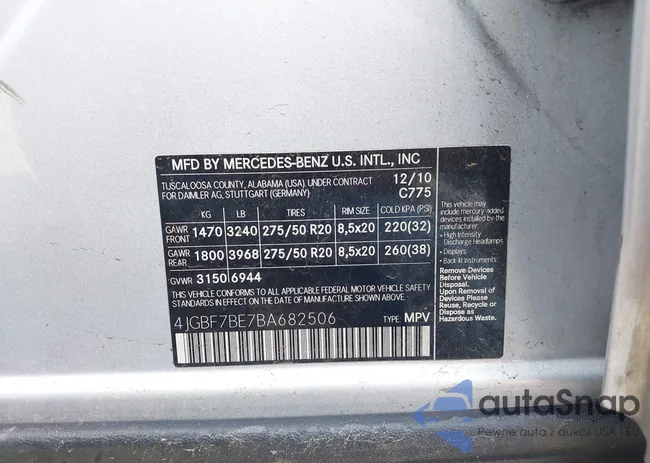 MFD BY MERCEDES-BENZ U.S. INTL., INC
TUSCALOOSA COUNTY, ALABAMA (USA). UNDER CONTRACT 12/10
FOR DAIMLER AG, STUTTGART (GERMANY) C775
KG LB TIRES RIM SIZE COLD KPA (PSI)
GAWR FRONT 1470 3240 275/50 R20 8,5x20 220(32)
GAWR REAR 1800 3968 275/50 R20 8,5x20 260(38)
GVWR 3150 6944
THIS VEHICLE CONFORMS TO ALL APPLICABLE FEDERAL MOTOR VEHICLE
SAFETY STANDARDS IN EFFECT ON THE DATE OF MANUFACTURE SHOWN ABOVE.
4JGBF7BE7BA682506 TYPE: MPV
This vehicle may
include mercury-added
devices installed by
the manufacturer:
• High Intensity
Discharge Headlamps
• Displays
• Back lit Instruments
Remove Devices
Before Vehicle
Disposal.
Upon Removal of
Devices Please
Reuse, Recycle or
Dispose as
Hazardous Waste.
autoSnap
Pewne auto z aukcji USA - EU